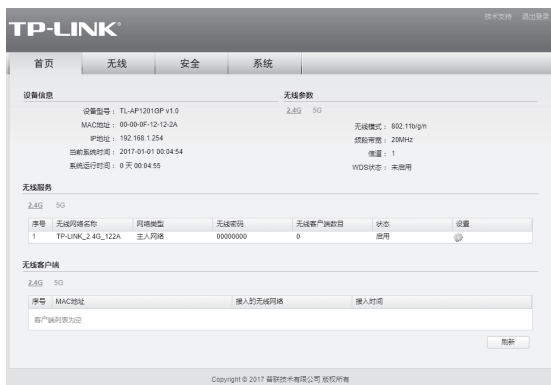 技术支持 退出登录
TP-LINK®
首页 无线 安全 系统
设备信息
设备型号： TL-AP1201GP v1.0
MAC地址： 00-00-0F-12-12-2A
IP地址： 192.168.1.254
当前系统时间： 2017-01-01 00:04:54
系统运行时间： 0 天 00:04:55
无线参数
2.4G 5G
无线模式： 802.11b/g/n
频段带宽： 20MHz
信道： 1
WDS状态： 未启用
无线服务
2.4G 5G
序号 无线网络名称 网络类型 无线密码 无线客户端数目 状态 设置
1 TP-LINK_2.4G_122A 主人网络 00000000 0 启用
无线客户端
2.4G 5G
序号 MAC地址 接入的无线网络 接入时间
客户端列表为空
刷新
Copyright © 2017 普联技术有限公司 版权所有